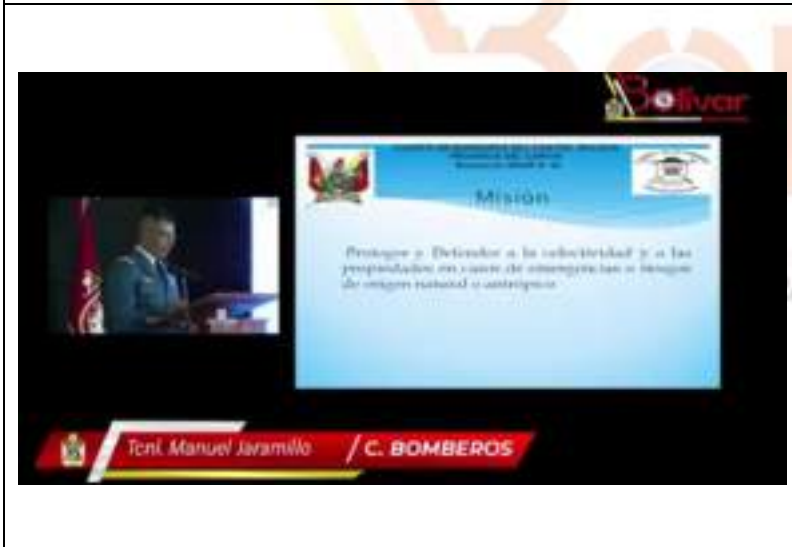 Bolívar
Misión
Proteger y Defender a la colectividad y a las
propiedades en casos de emergencias o riesgos
de origen natural o antrópico
Tcnl. Manuel Jaramillo
/ C. BOMBEROS